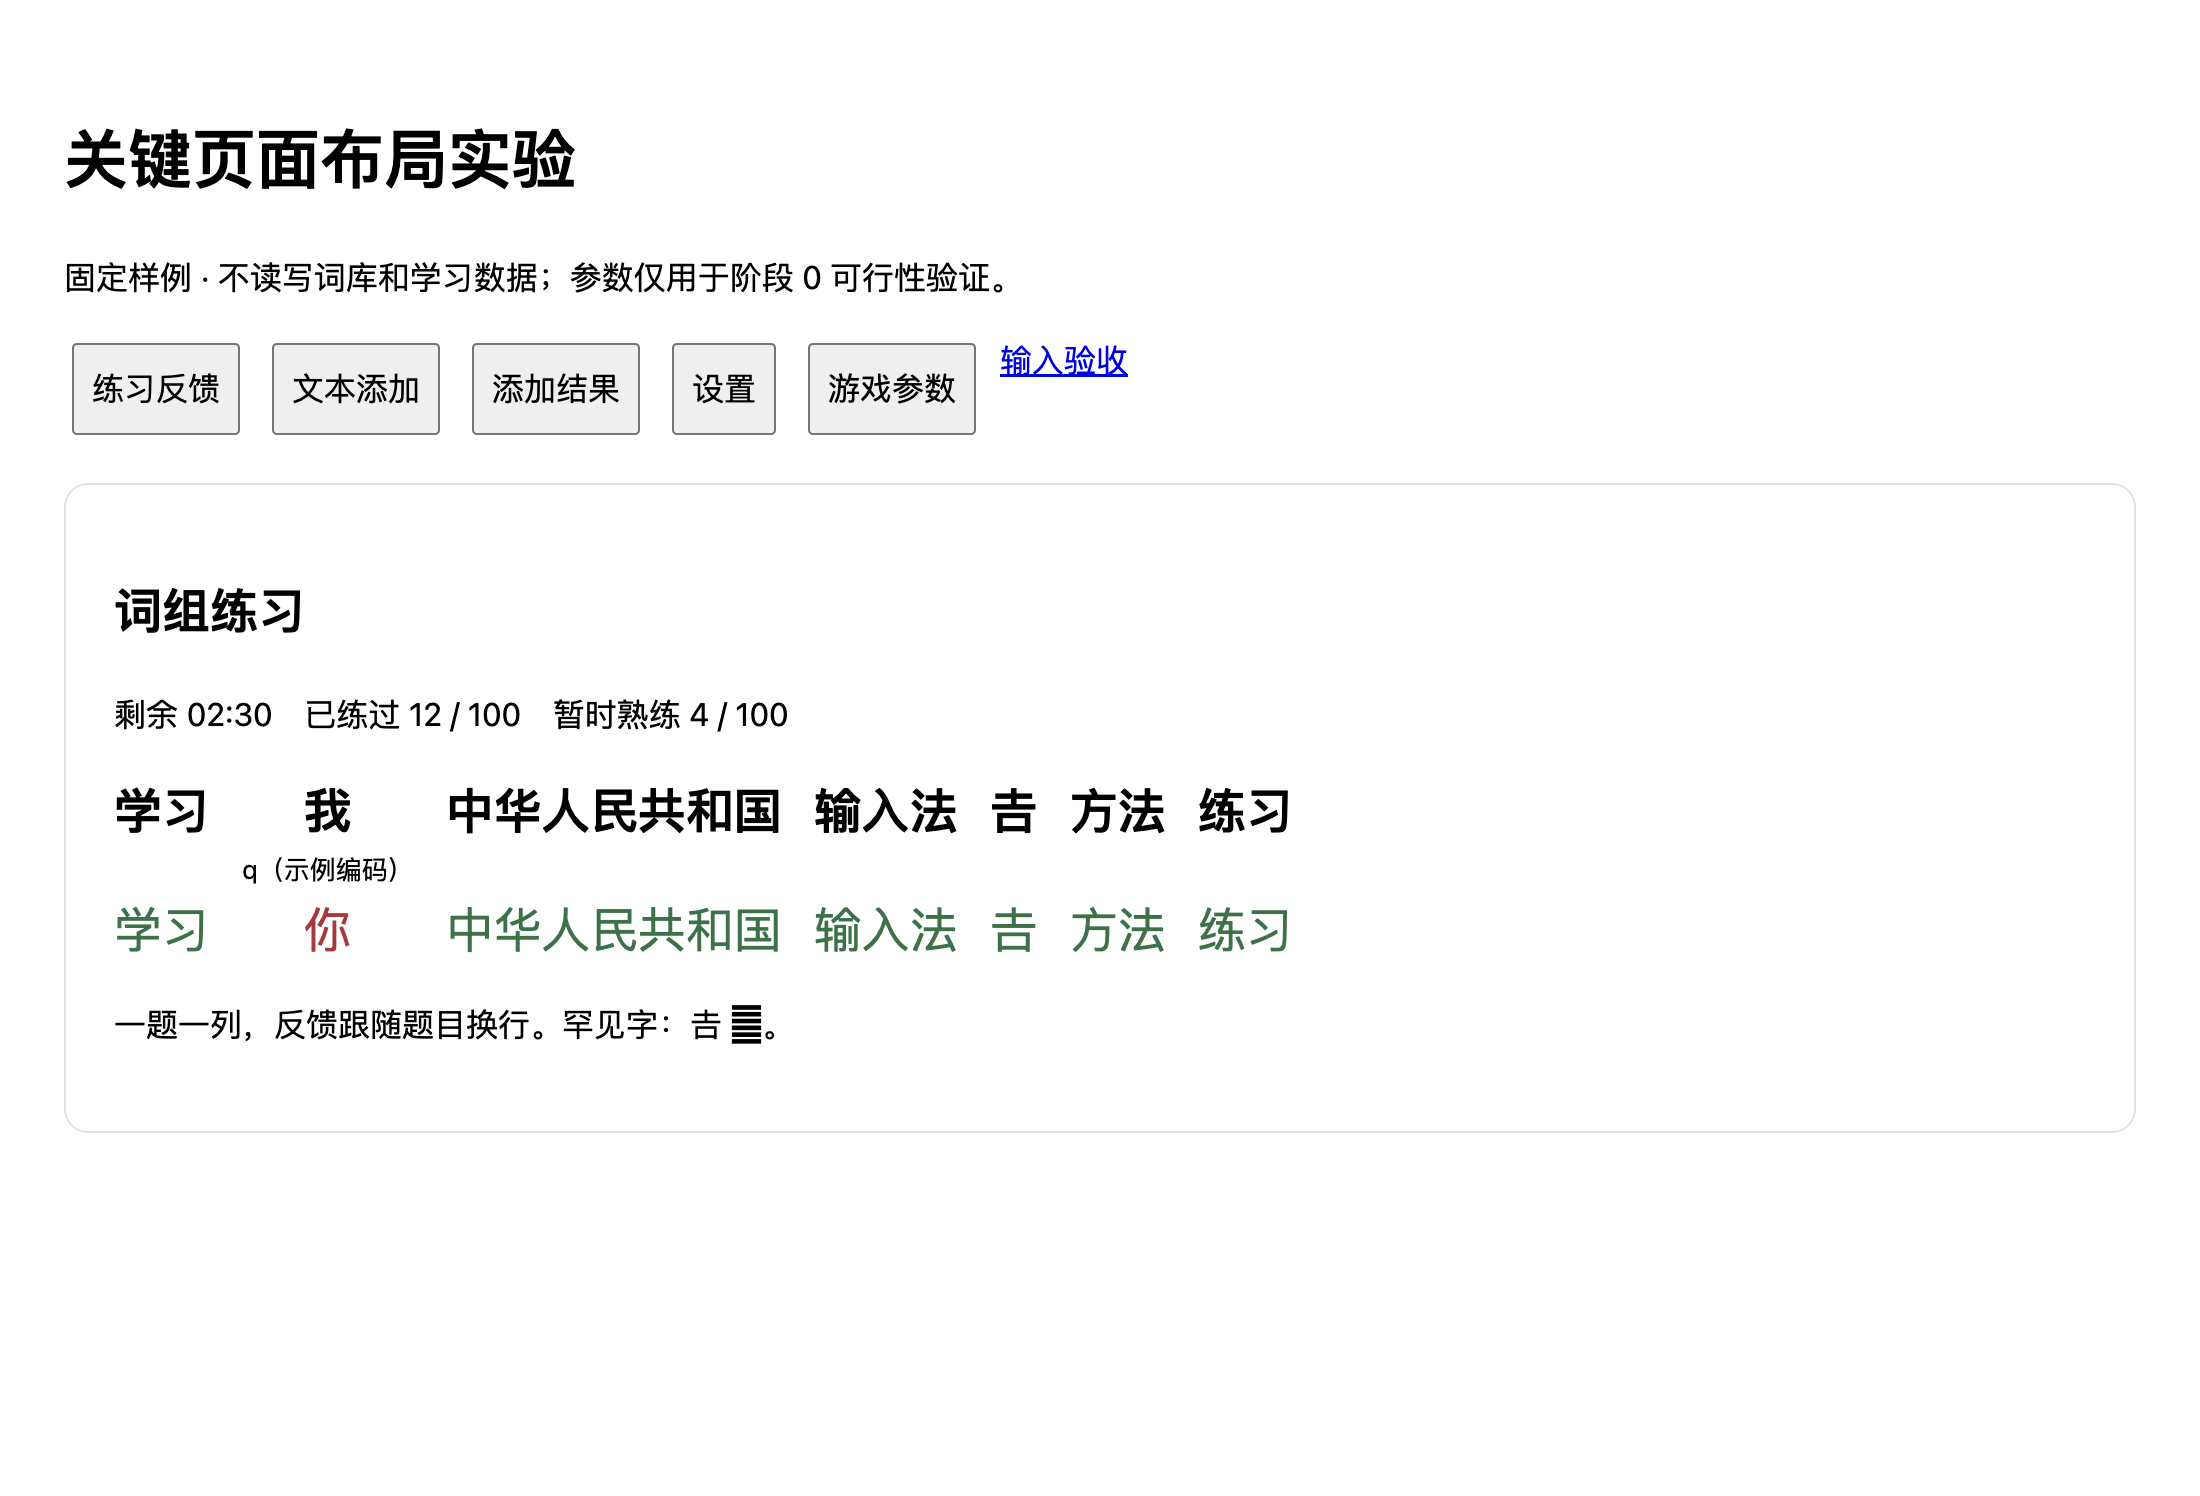 关键页面布局实验
固定样例 · 不读写词库和学习数据；参数仅用于阶段 0 可行性验证。
练习反馈 文本添加 添加结果 设置 游戏参数 输入验收
词组练习
剩余 02:30 已练过 12 / 100 暂时熟练 4 / 100
学习 我 中华人民共和国 输入法 𠮷 方法 练习
q（示例编码）
学习 你 中华人民共和国 输入法 𠮷 方法 练习
一题一列，反馈跟随题目换行。罕见字：𠮷 。